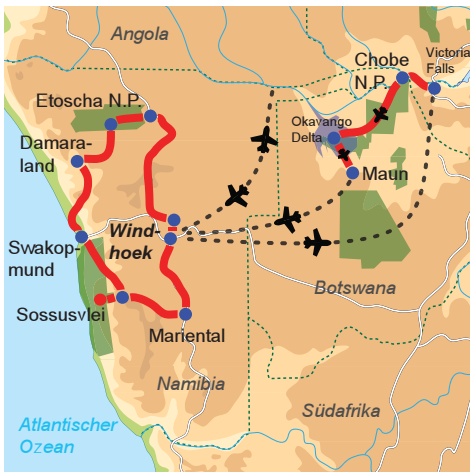 Angola
Victoria
Falls
Chobe
N.P.
Etoscha N.P.
Okavango
Delta
Damara-
land
Maun
Wind-
hoek
Swakop-
mund
Botswana
Sossusvlei
Mariental
Namibia
Südafrika
Atlantischer
Ozean